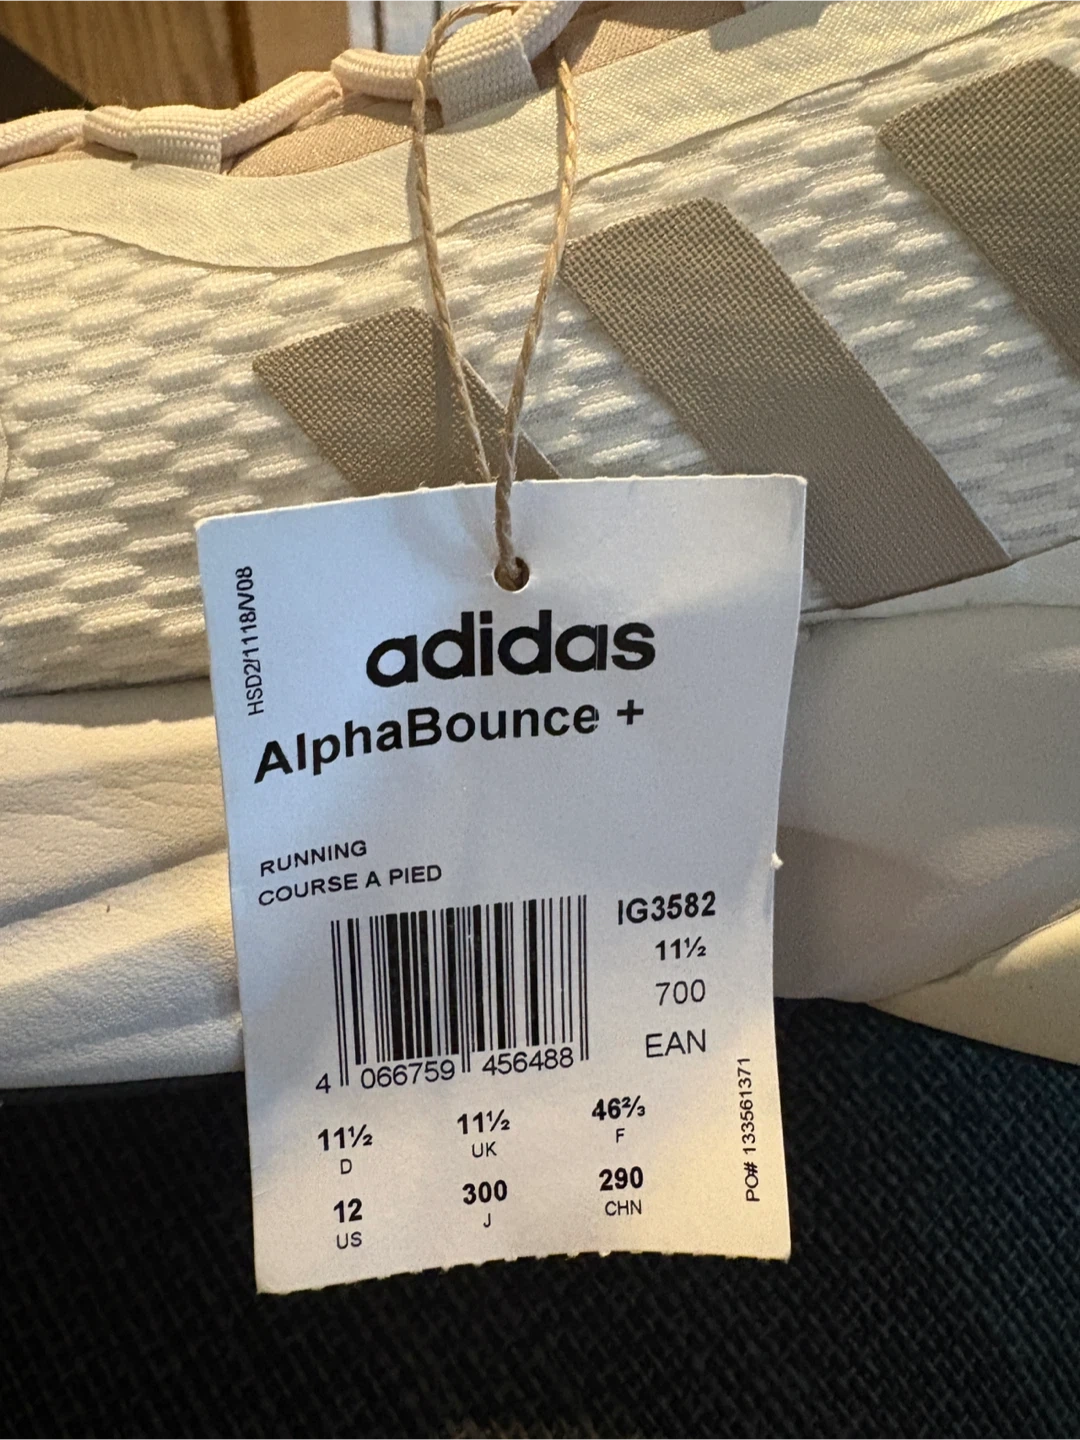 HSD2/1118/V08
adidas
AlphaBounce +
RUNNING
COURSE A PIED
IG3582
11½
700
EAN
4 066759 456488
11½ 11½ 46⅔
D UK F
12 300 290
US J CHN
PO# 133561371